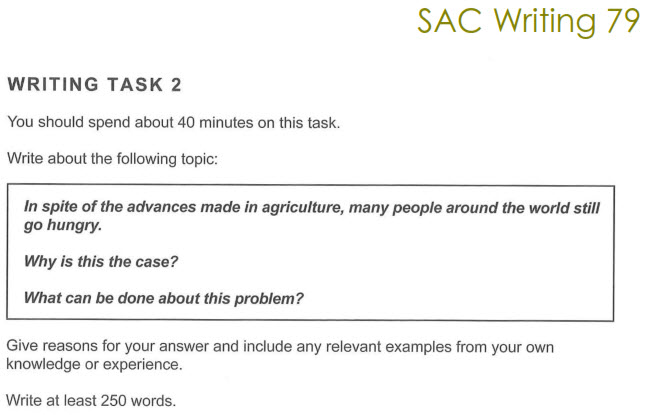 SAC Writing 79
WRITING TASK 2
You should spend about 40 minutes on this task.
Write about the following topic:
In spite of the advances made in agriculture, many people around the world still
go hungry.
Why is this the case?
What can be done about this problem?
Give reasons for your answer and include any relevant examples from your own
knowledge or experience.
Write at least 250 words.